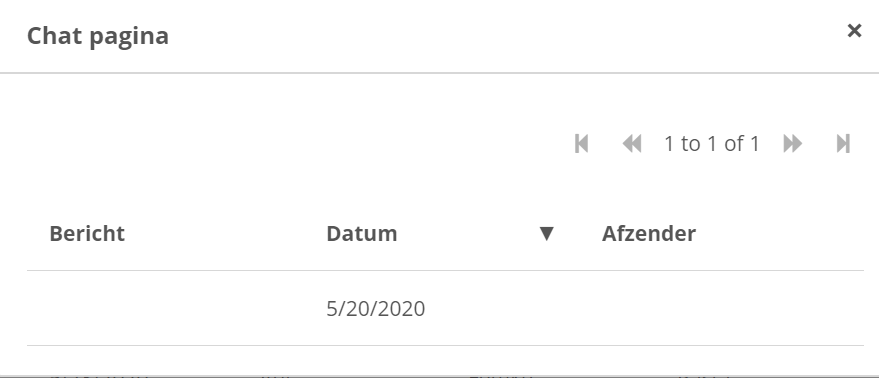 Chat pagina ×
1 to 1 of 1
Bericht Datum ▼ Afzender
5/20/2020